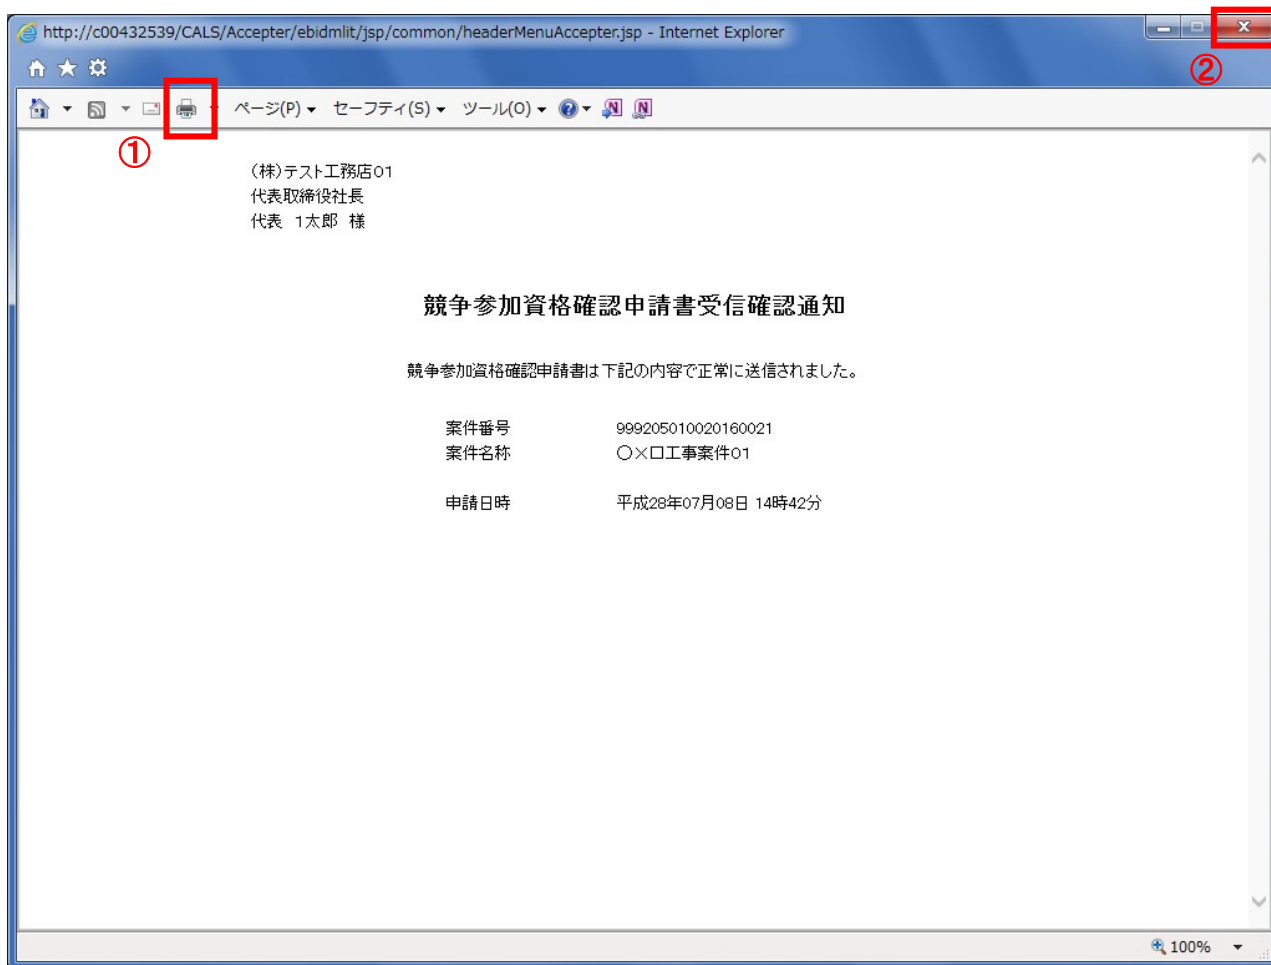 http://c00432539/CALS/Accepter/ebidmlit/jsp/common/headerMenuAccepter.jsp - Internet Explorer
②
ページ(P) セーフティ(S) ツール(O)
①
(株)テスト工務店01
代表取締役社長
代表 1太郎 様
競争参加資格確認申請書受信確認通知
競争参加資格確認申請書は下記の内容で正常に送信されました。
案件番号 999205010020160021
案件名称 〇×口工事案件01
申請日時 平成28年07月08日 14時42分
100%